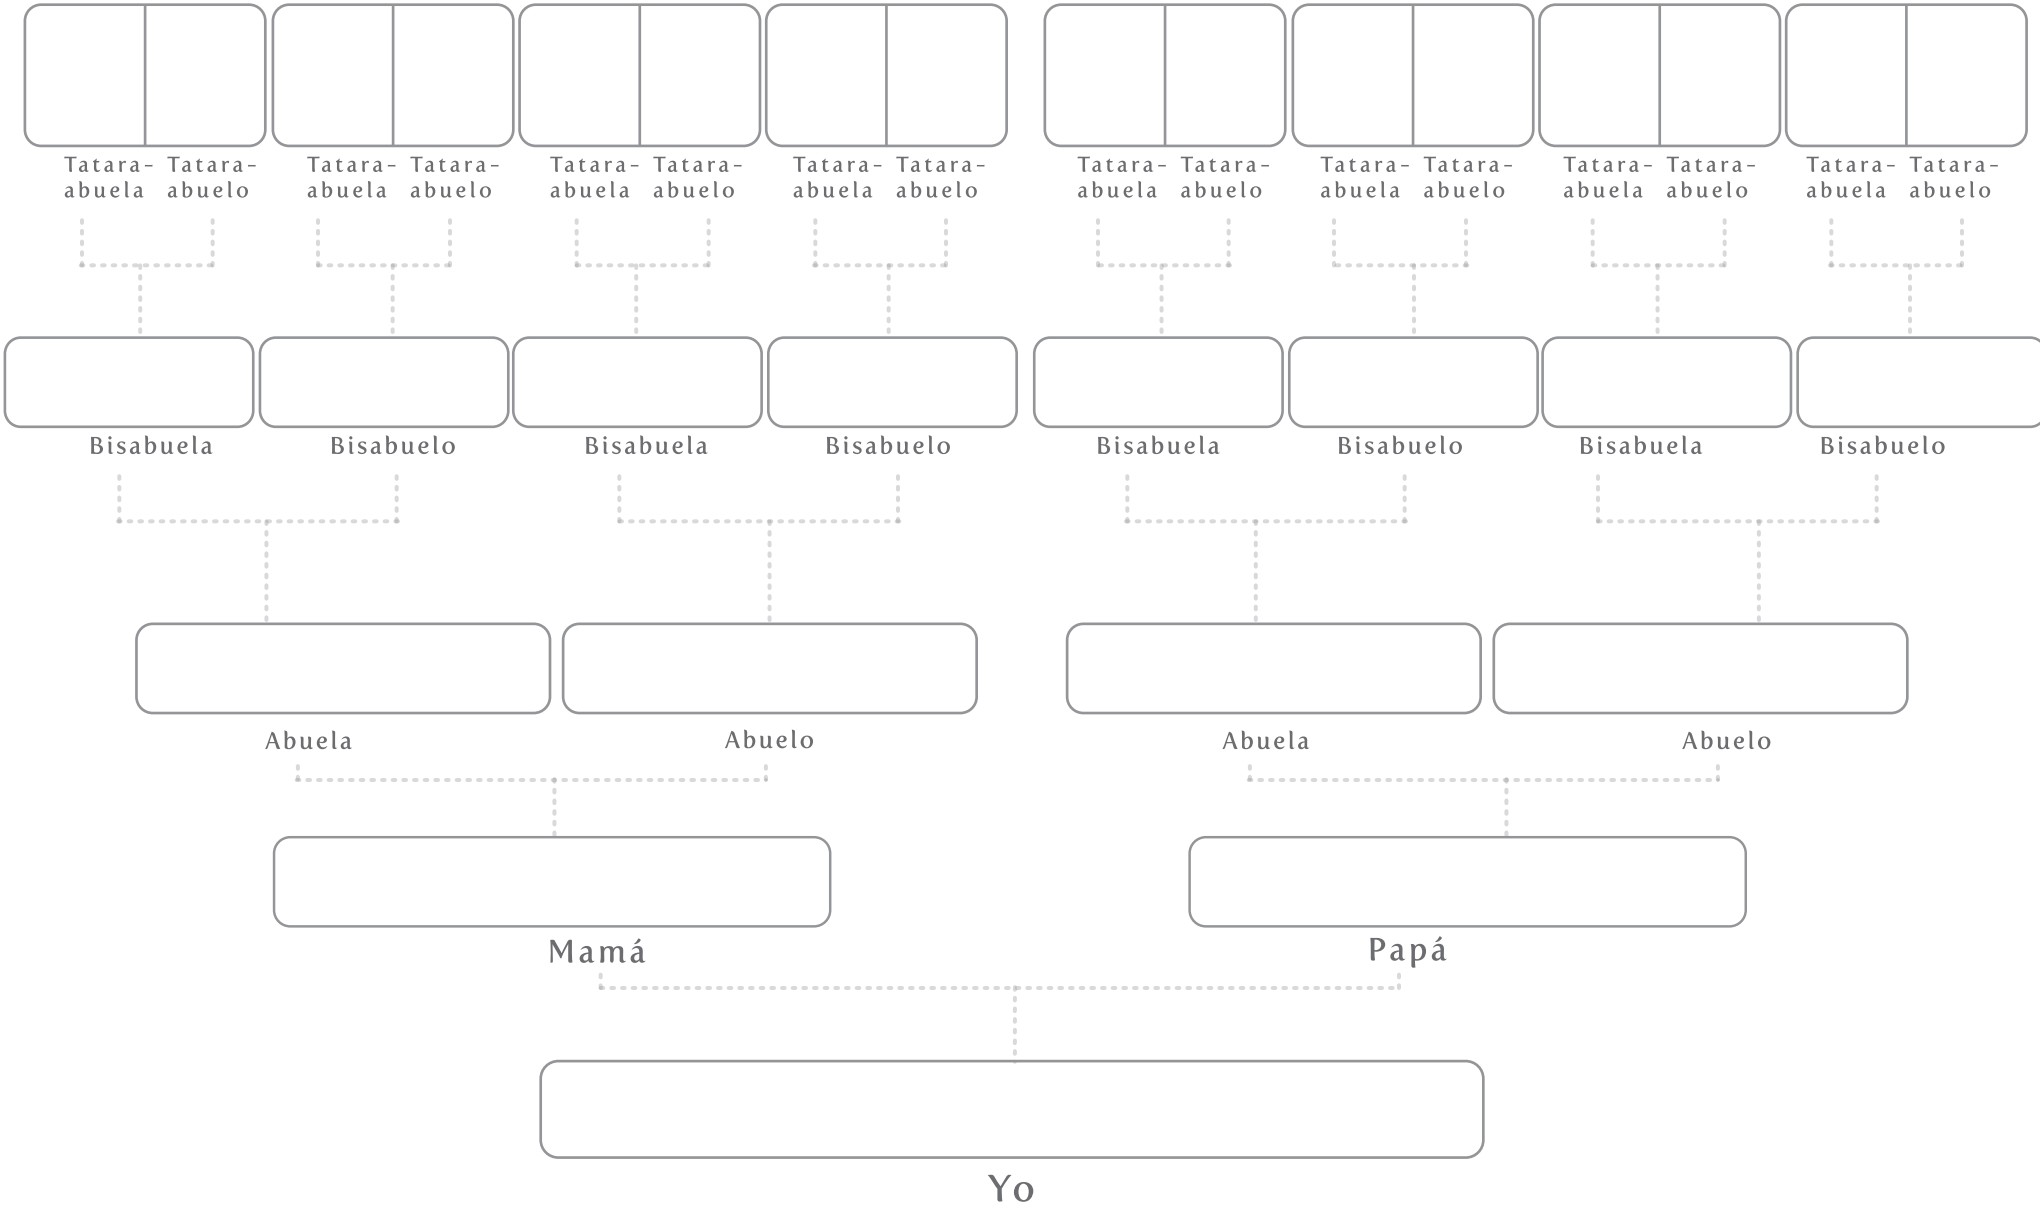 Tatara- Tatara- Tatara- Tatara- Tatara- Tatara- Tatara- Tatara- Tatara- Tatara- Tatara- Tatara- Tatara- Tatara- Tatara- Tatara-
abuela abuelo abuela abuelo abuela abuelo abuela abuelo abuela abuelo abuela abuelo abuela abuelo abuela abuelo
Bisabuela Bisabuelo Bisabuela Bisabuelo Bisabuela Bisabuelo Bisabuela Bisabuelo
Abuela Abuelo Abuela Abuelo
Mamá Papá
Yo